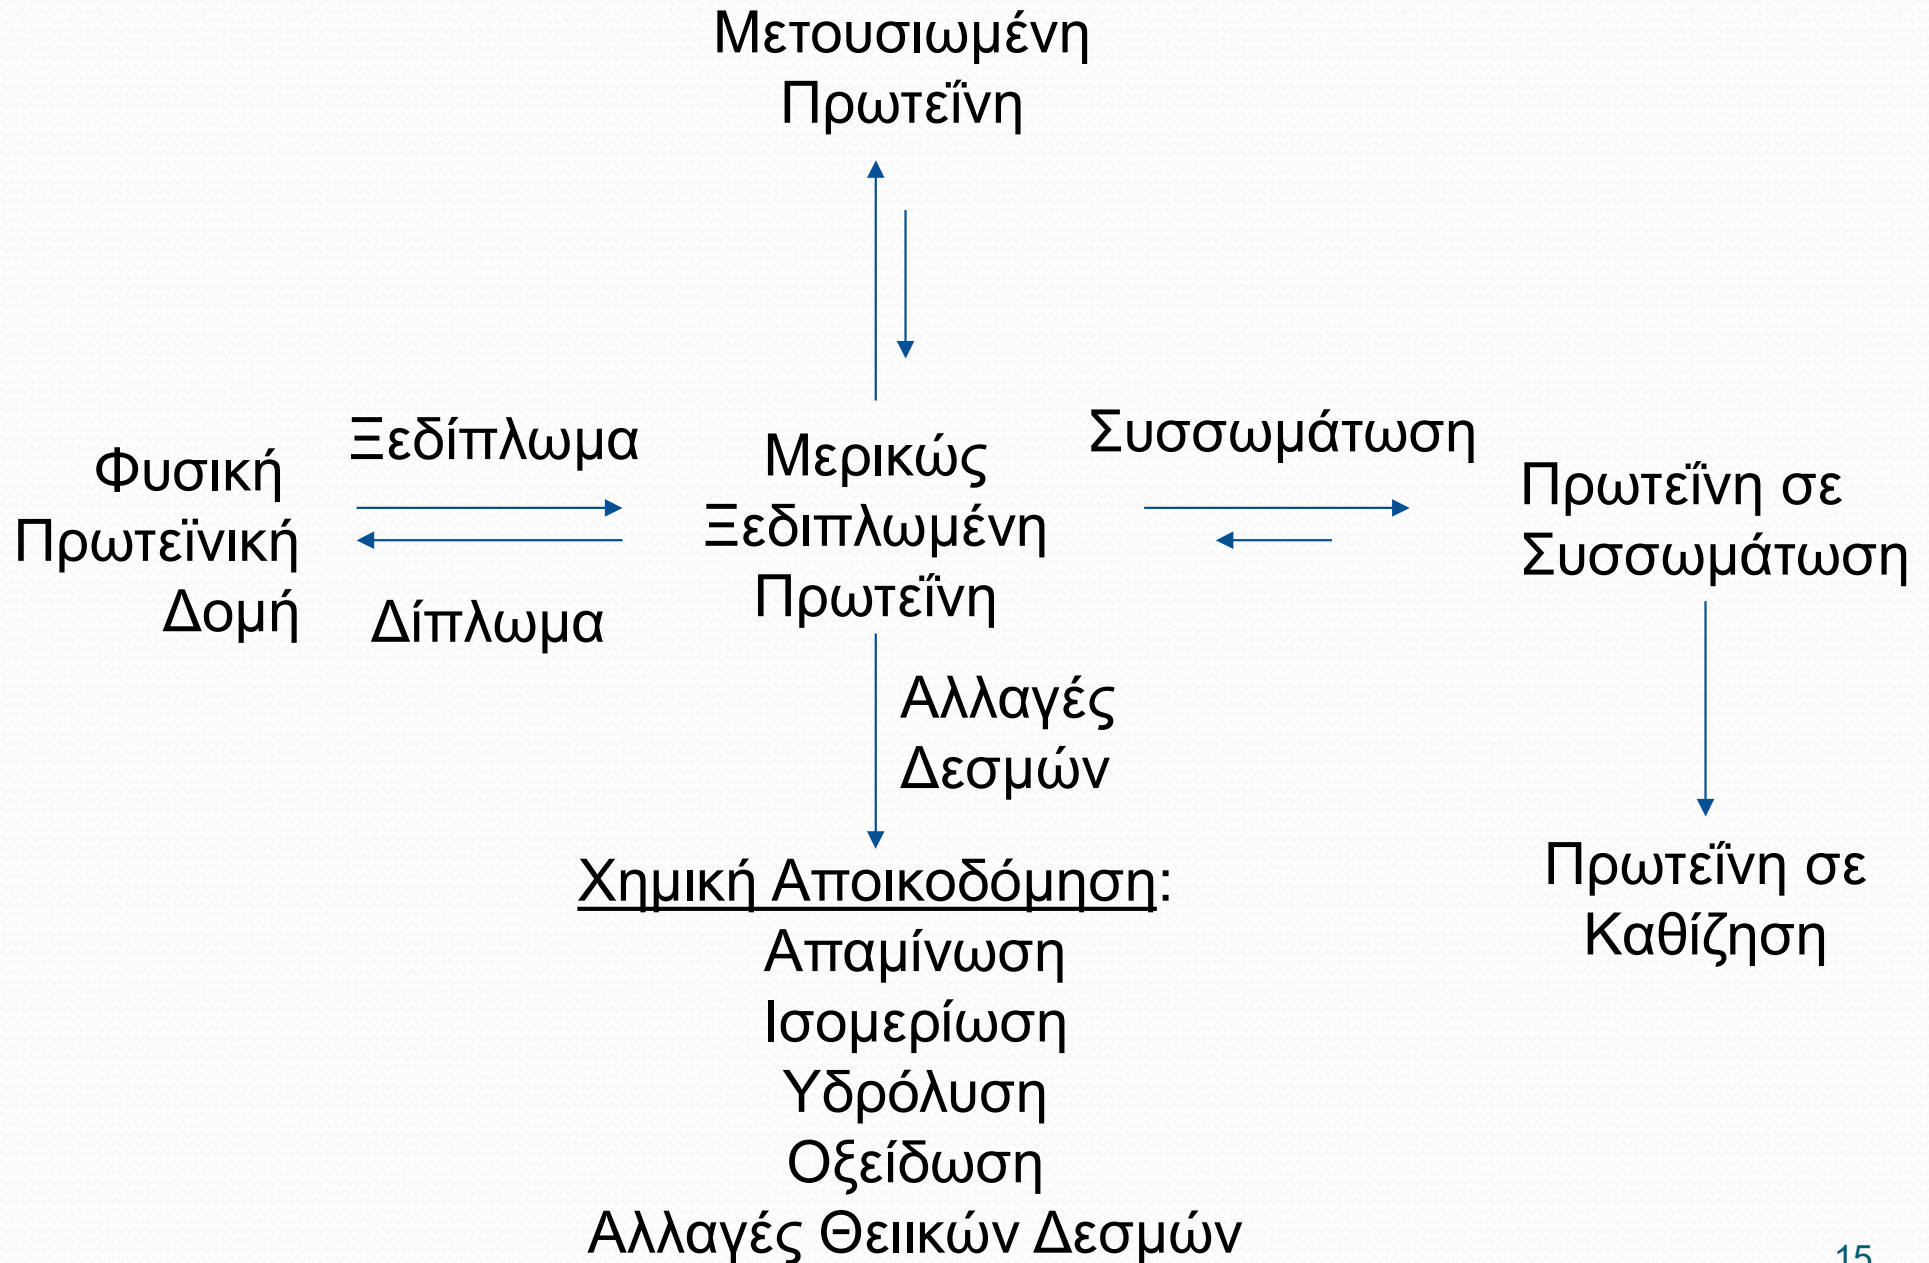 Μετουσιωμένη
Πρωτεΐνη
Φυσική
Πρωτεϊνική
Δομή
Ξεδίπλωμα
Δίπλωμα
Μερικώς
Ξεδιπλωμένη
Πρωτεΐνη
Συσσωμάτωση
Πρωτεΐνη σε
Συσσωμάτωση
Αλλαγές
Δεσμών
Χημική Αποικοδόμηση:
Απαμίνωση
Ισομερίωση
Υδρόλυση
Οξείδωση
Αλλαγές Θειικών Δεσμών
Πρωτεΐνη σε
Καθίζηση
15